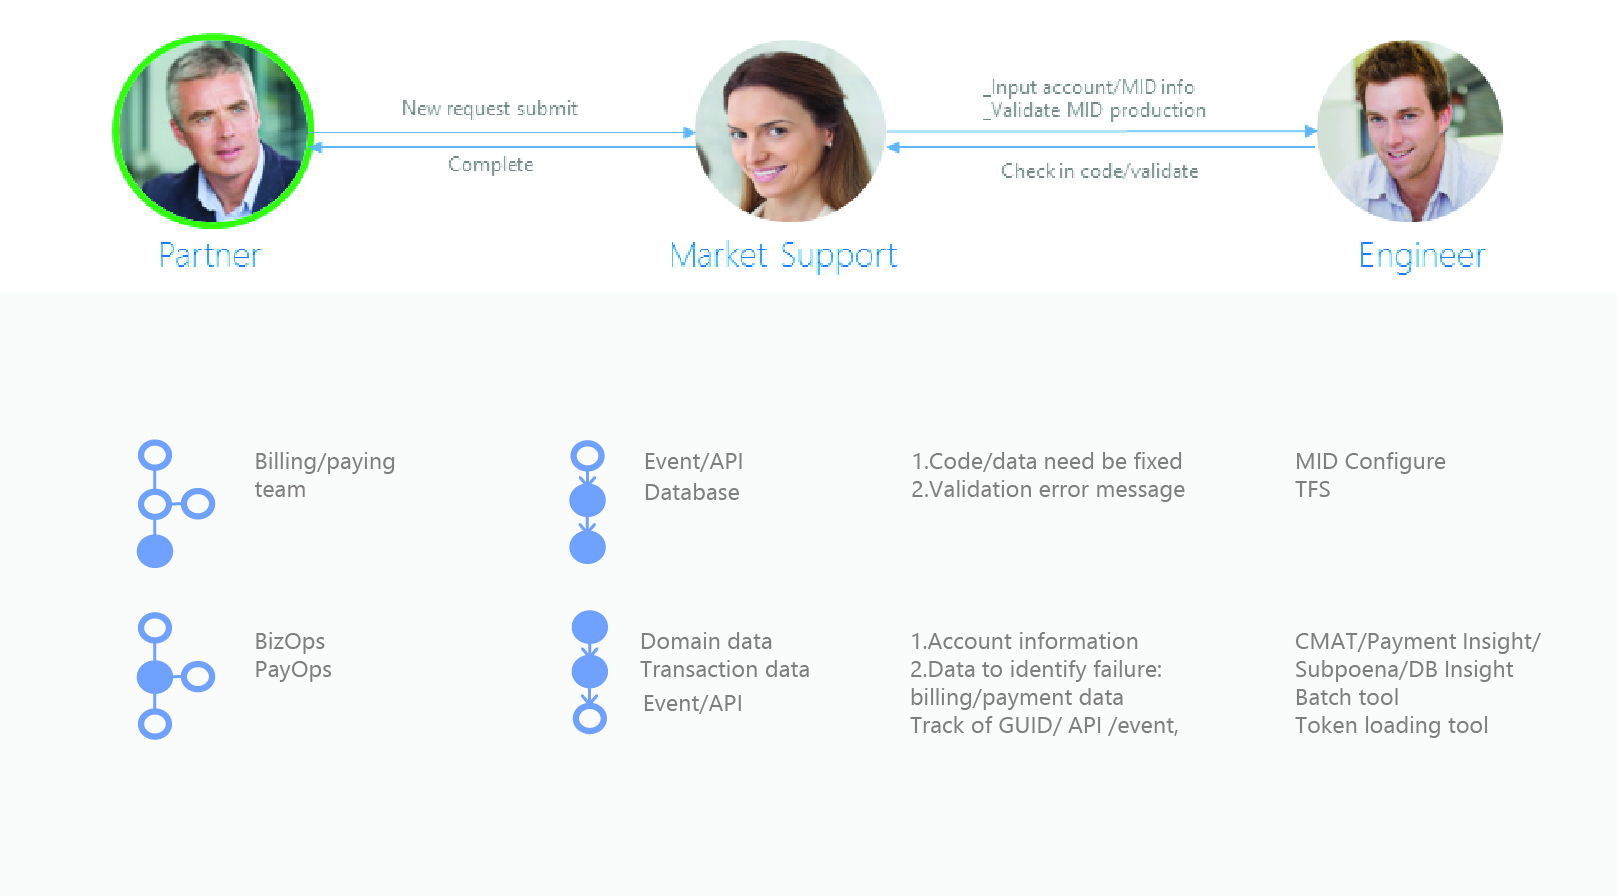 New request submit
Complete
_Input account/MID info
_Validate MID production
Check in code/validate
Partner
Market Support
Engineer
Billing/paying
team
Event/API
Database
1.Code/data need be fixed
2.Validation error message
MID Configure
TFS
BizOps
PayOps
Domain data
Transaction data
Event/API
1.Account information
2.Data to identify failure:
billing/payment data
Track of GUID/ API /event,
CMAT/Payment Insight/
Subpoena/DB Insight
Batch tool
Token loading tool